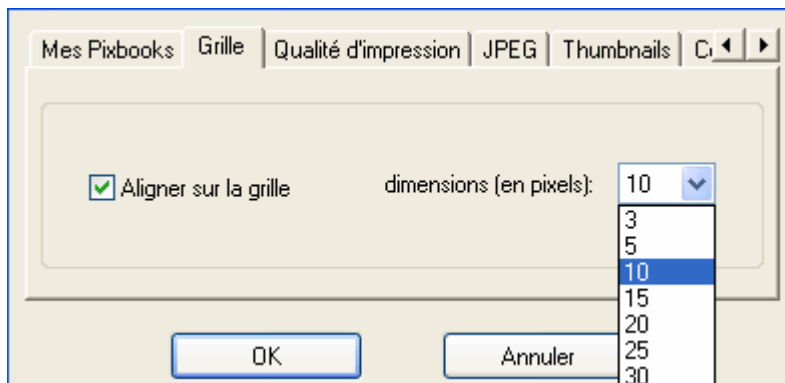 Mes Pixbooks Grille Qualité d'impression JPEG Thumbnails
Aligner sur la grille dimensions (en pixels): 10
3
5
10
15
20
25
30
OK Annuler